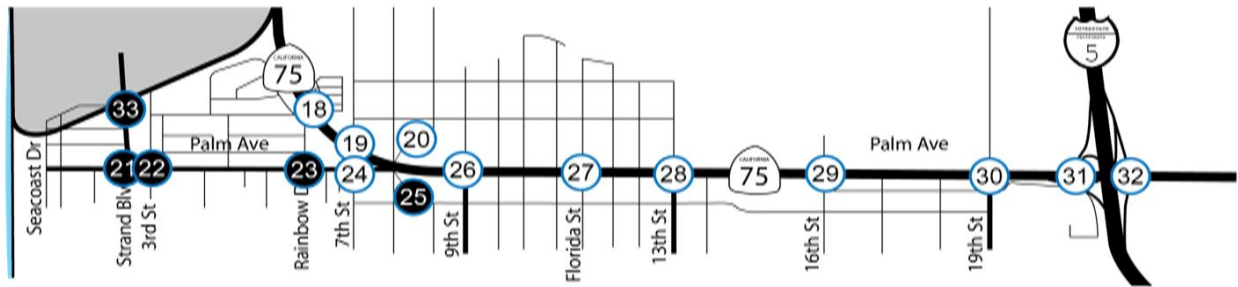 INTERSTATE
CALIFORNIA
5
CALIFORNIA
75
33
18
19
20
Palm Ave
Palm Ave
21
22
23
24
25
26
27
28
CALIFORNIA
75
29
30
31
32
Seacoast Dr
Strand Blv
3rd St
Rainbow D
7th St
9th St
Florida St
13th St
16th St
19th St